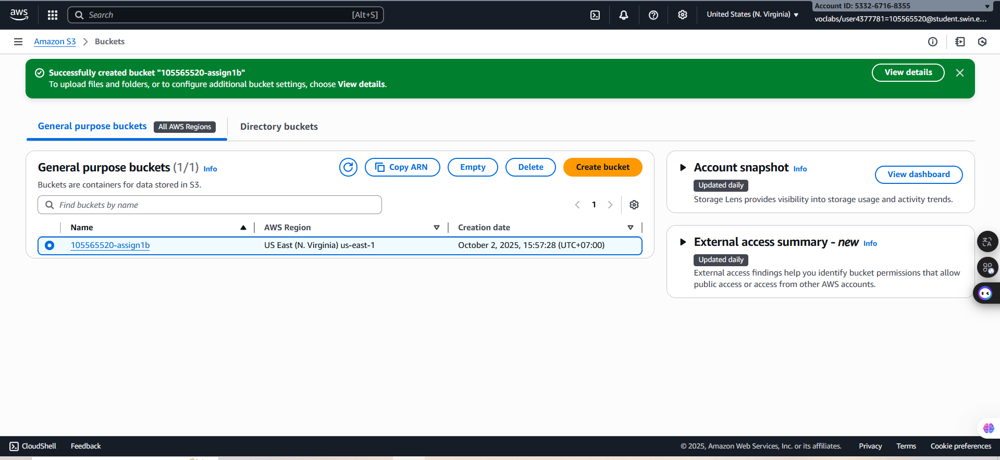 aws
Search [Alt+S]
United States (N. Virginia)
Account ID: 5332-6716-8355
voclabs/user4377781=105565520@student.swin.e...
Amazon S3 > Buckets
Successfully created bucket "105565520-assign1b"
To upload files and folders, or to configure additional bucket settings, choose View details.
View details
General purpose buckets All AWS Regions
Directory buckets
General purpose buckets (1/1) Info
Copy ARN
Empty
Delete
Create bucket
Buckets are containers for data stored in S3.
Find buckets by name
1
Name AWS Region Creation date
105565520-assign1b US East (N. Virginia) us-east-1 October 2, 2025, 15:57:28 (UTC+07:00)
Account snapshot Info
View dashboard
Updated daily
Storage Lens provides visibility into storage usage and activity trends.
External access summary - new Info
Updated daily
External access findings help you identify bucket permissions that allow
public access or access from other AWS accounts.
CloudShell Feedback
© 2025, Amazon Web Services, Inc. or its affiliates. Privacy Terms Cookie preferences